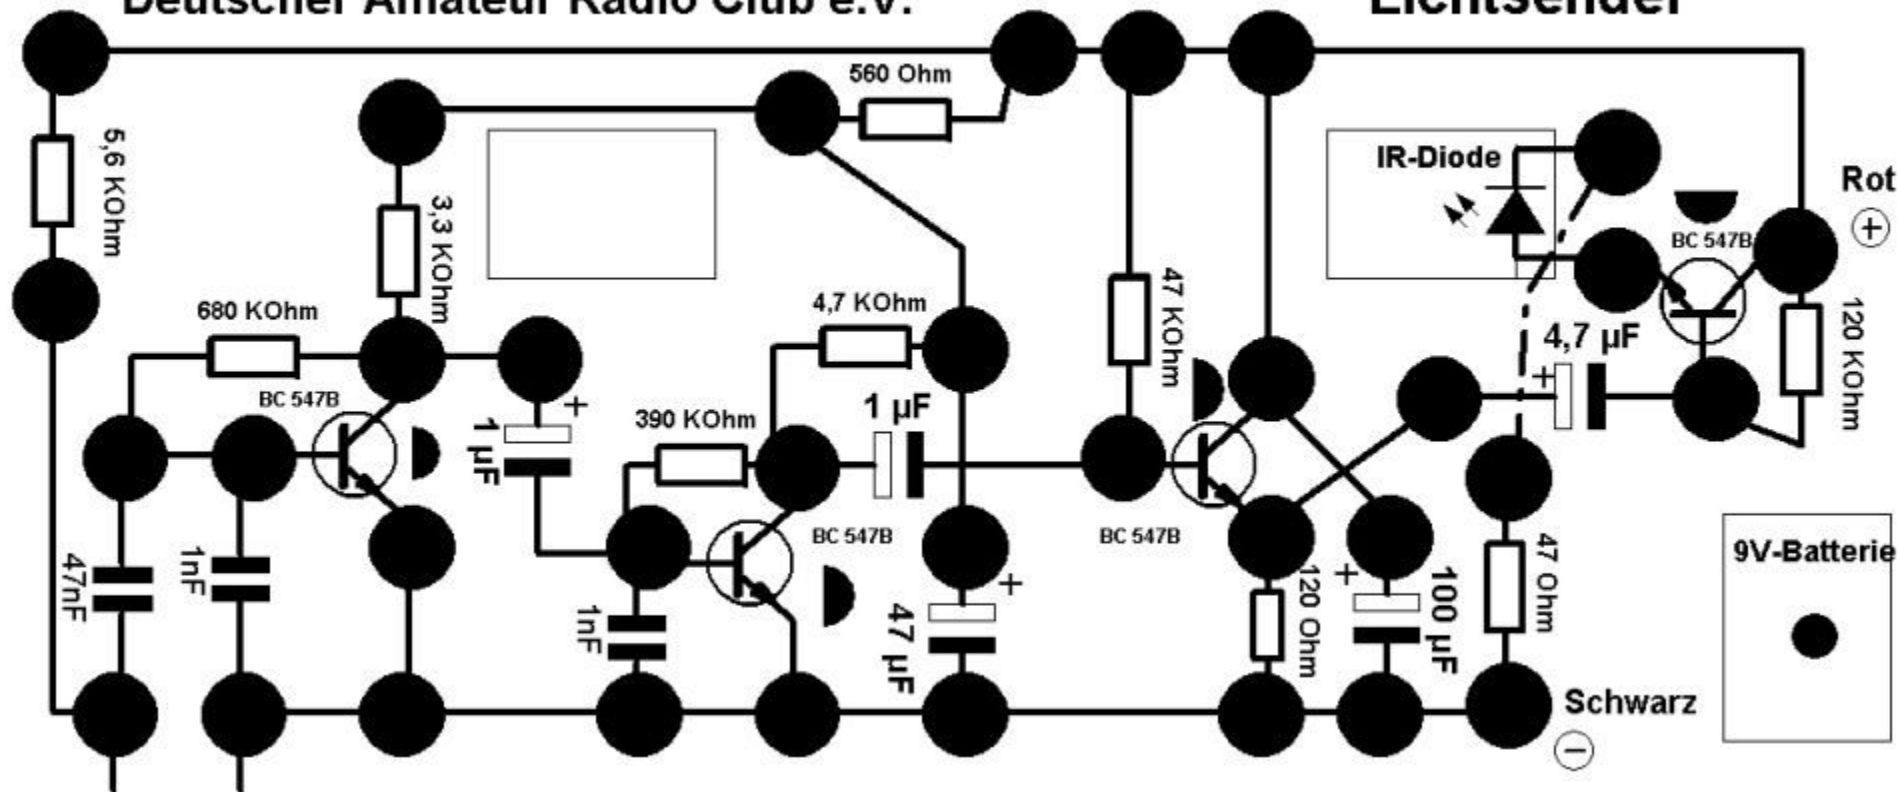 Deutscher Amateur Radio Club e.V.
Lichtsender
560 Ohm
5,6 KOhm
3,3 KOhm
IR-Diode
Rot
+
BC 547B
680 KOhm
4,7 KOhm
47 KOhm
4,7 µF
+
120 KOhm
BC 547B
1 µF
+
390 KOhm
1 µF
BC 547B
BC 547B
47nF
1nF
1nF
47 µF
+
120 Ohm
+
100 µF
47 Ohm
9V-Batterie
Schwarz
−